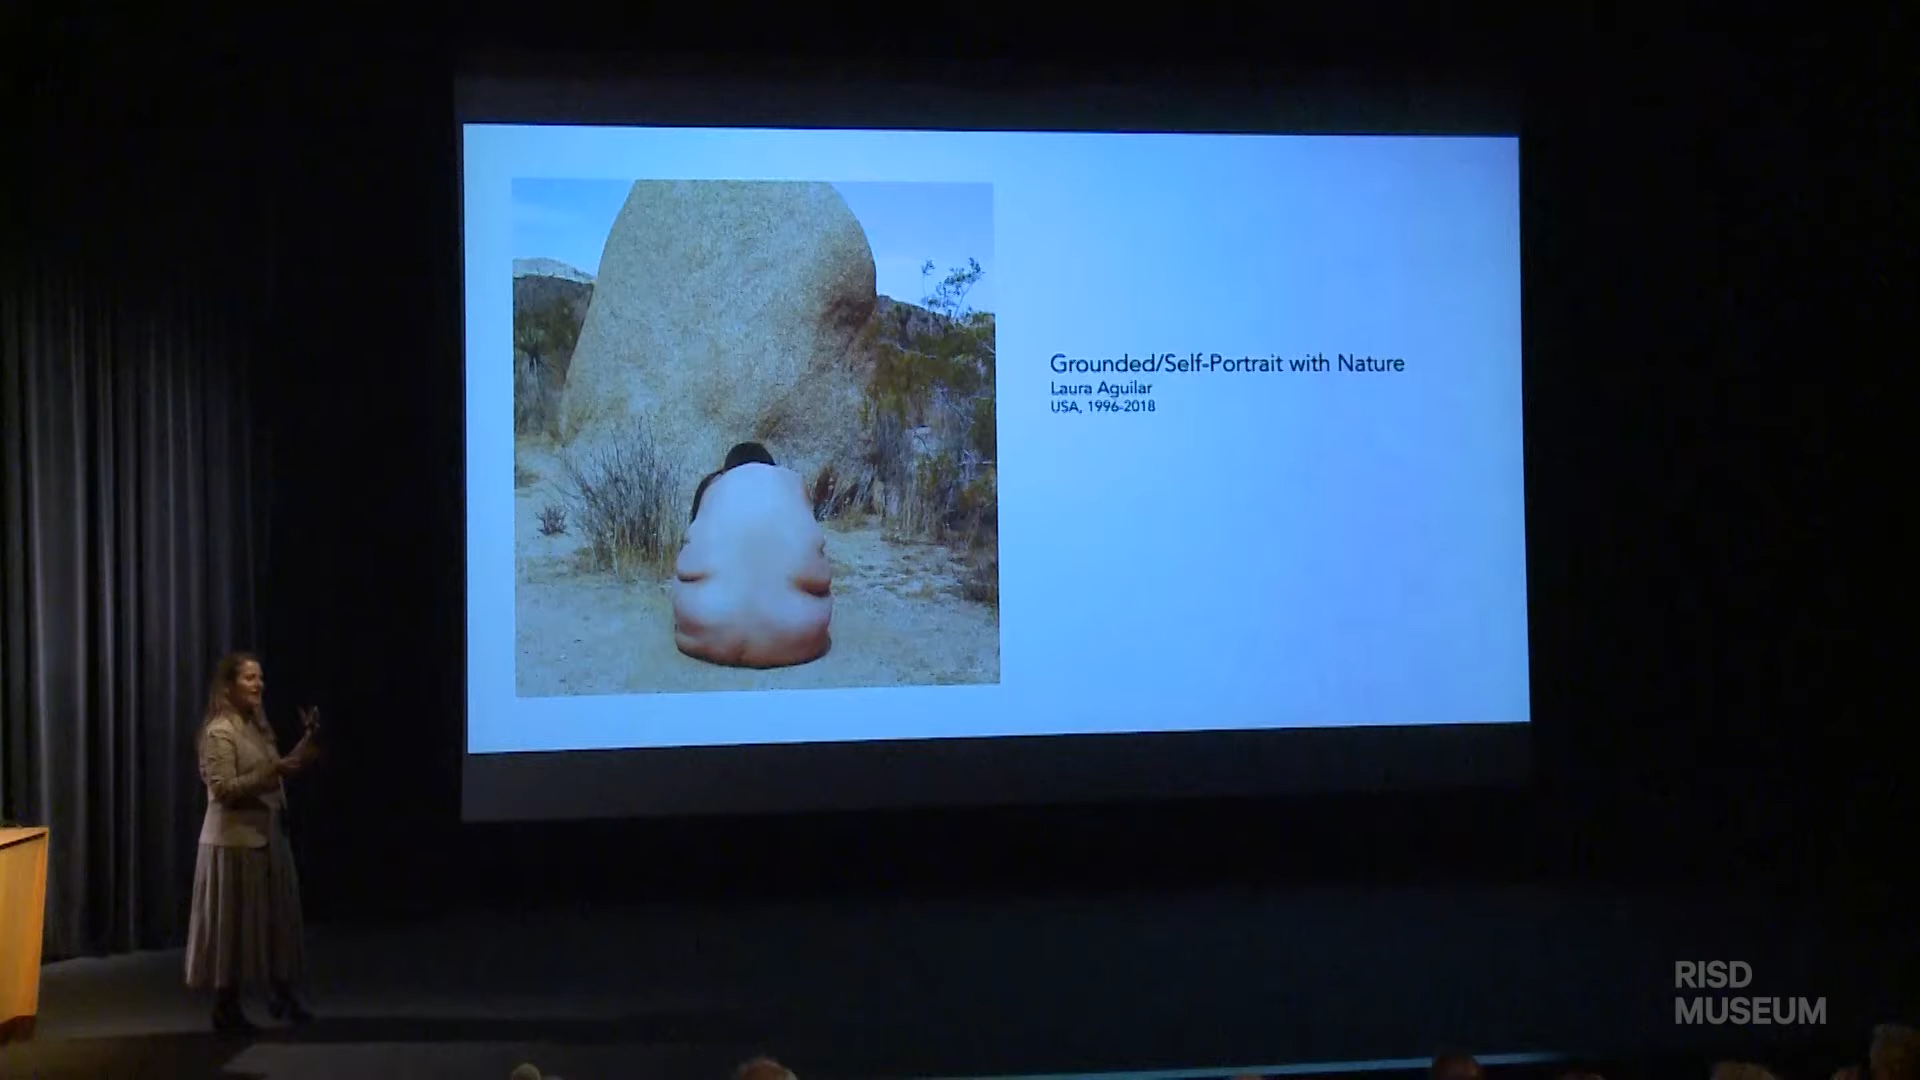 Grounded/Self-Portrait with Nature
Laura Aguilar
USA, 1996-2018
RISD
MUSEUM